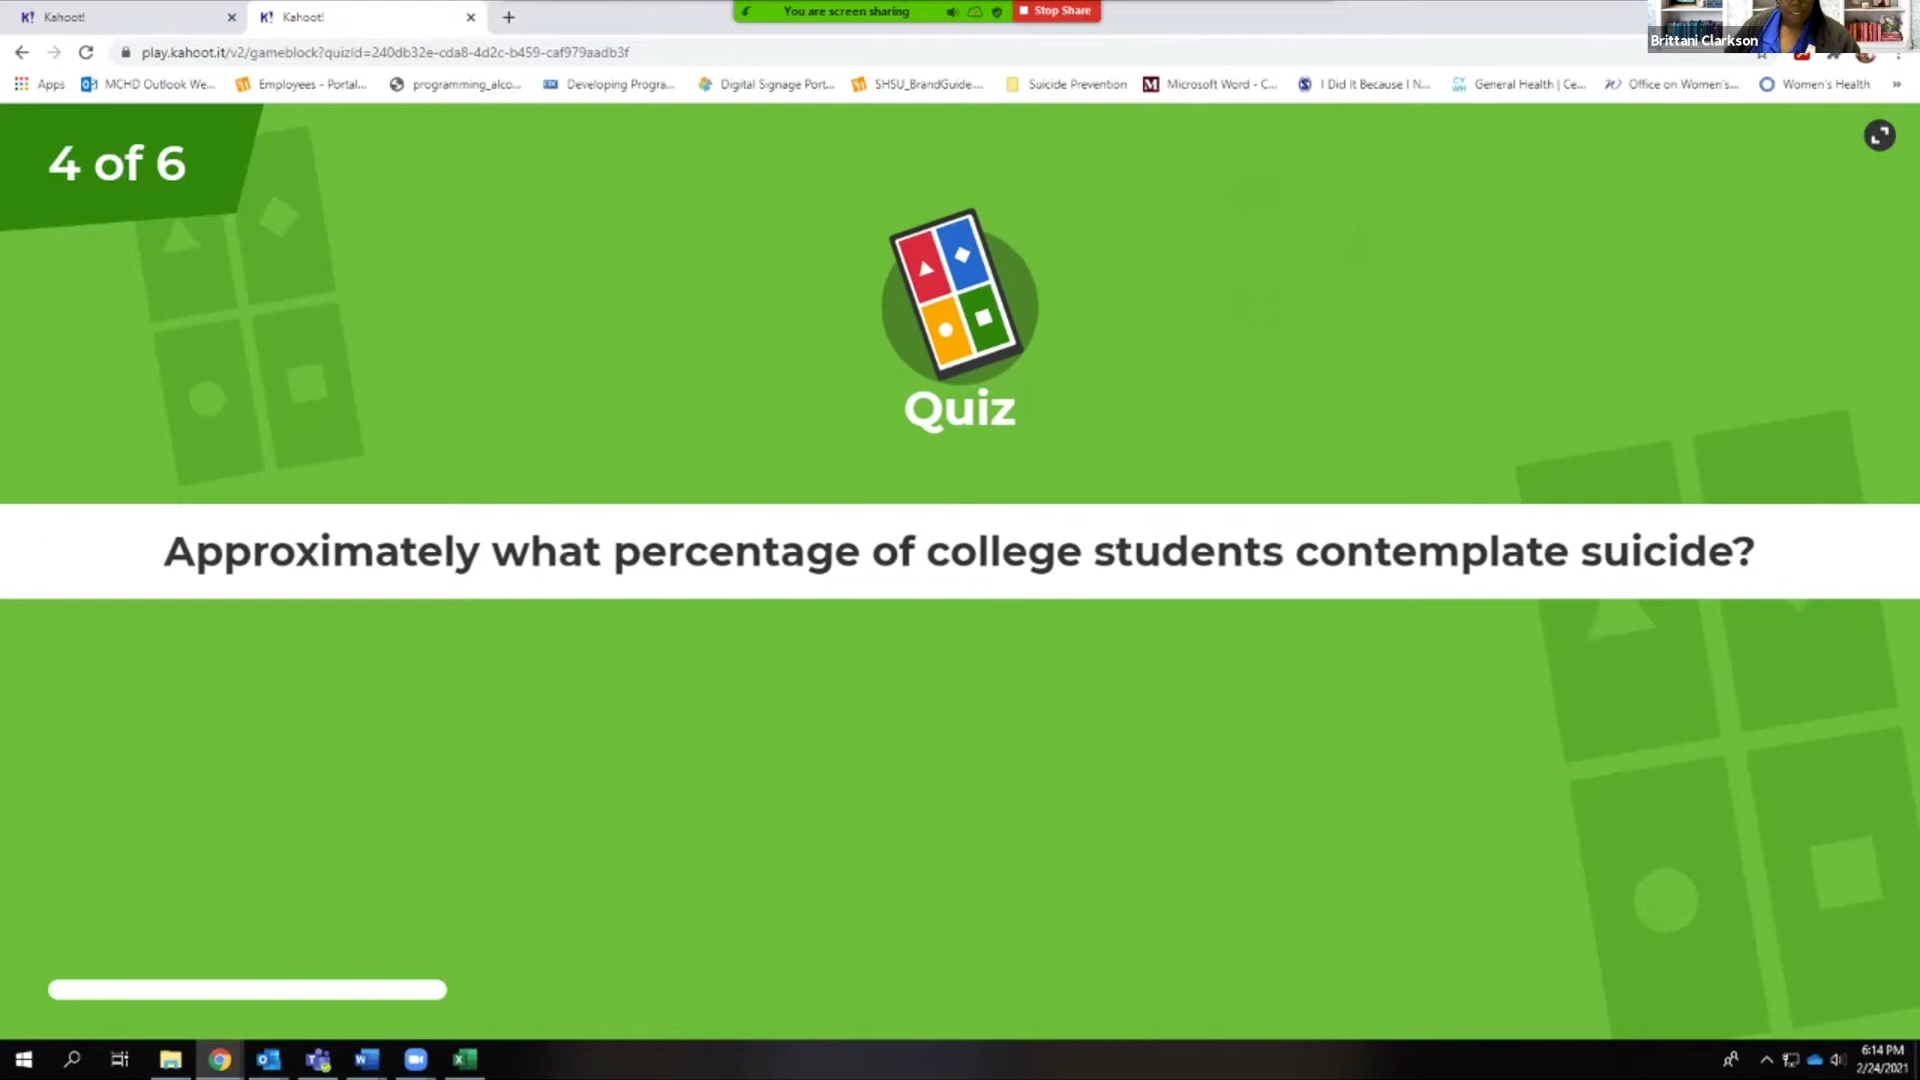 K! Kahoot!
K! Kahoot!
You are screen sharing
Stop Share
Brittani Clarkson
play.kahoot.it/v2/gameblock?quizId=240db32e-cda8-4d2c-b459-caf979aadb3f
Apps
MCHD Outlook We...
Employees - Portal...
programming_alco...
Developing Progra...
Digital Signage Port...
SHSU_BrandGuide....
Suicide Prevention
Microsoft Word - C...
I Did It Because I N...
General Health | Ce...
Office on Women's...
Women's Health
»
4 of 6
Quiz
Approximately what percentage of college students contemplate suicide?
6:14 PM
2/24/2021